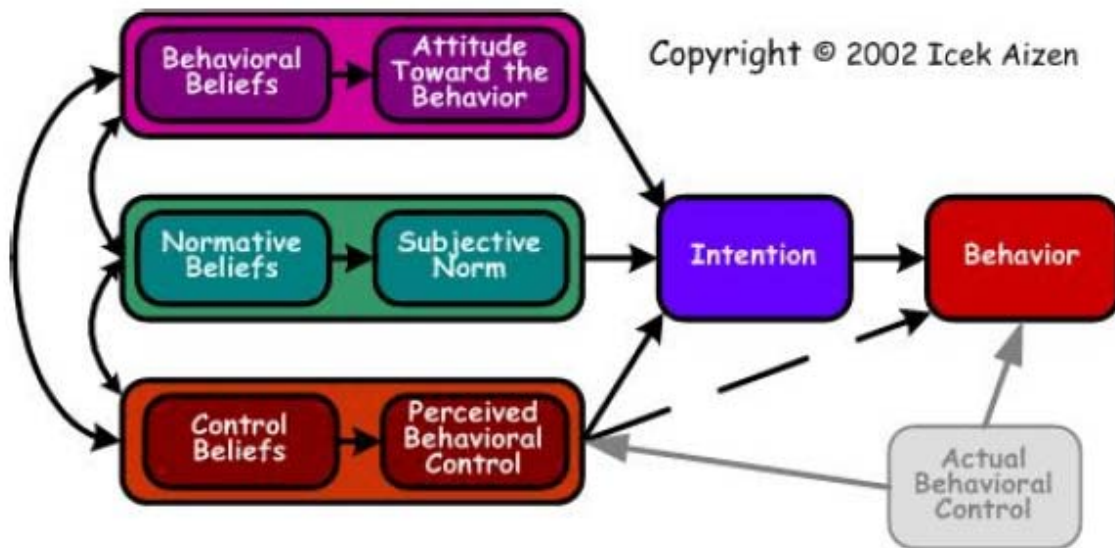 Behavioral
Beliefs
Attitude
Toward the
Behavior
Copyright © 2002 Icek Aizen
Normative
Beliefs
Subjective
Norm
Intention
Behavior
Control
Beliefs
Perceived
Behavioral
Control
Actual
Behavioral
Control